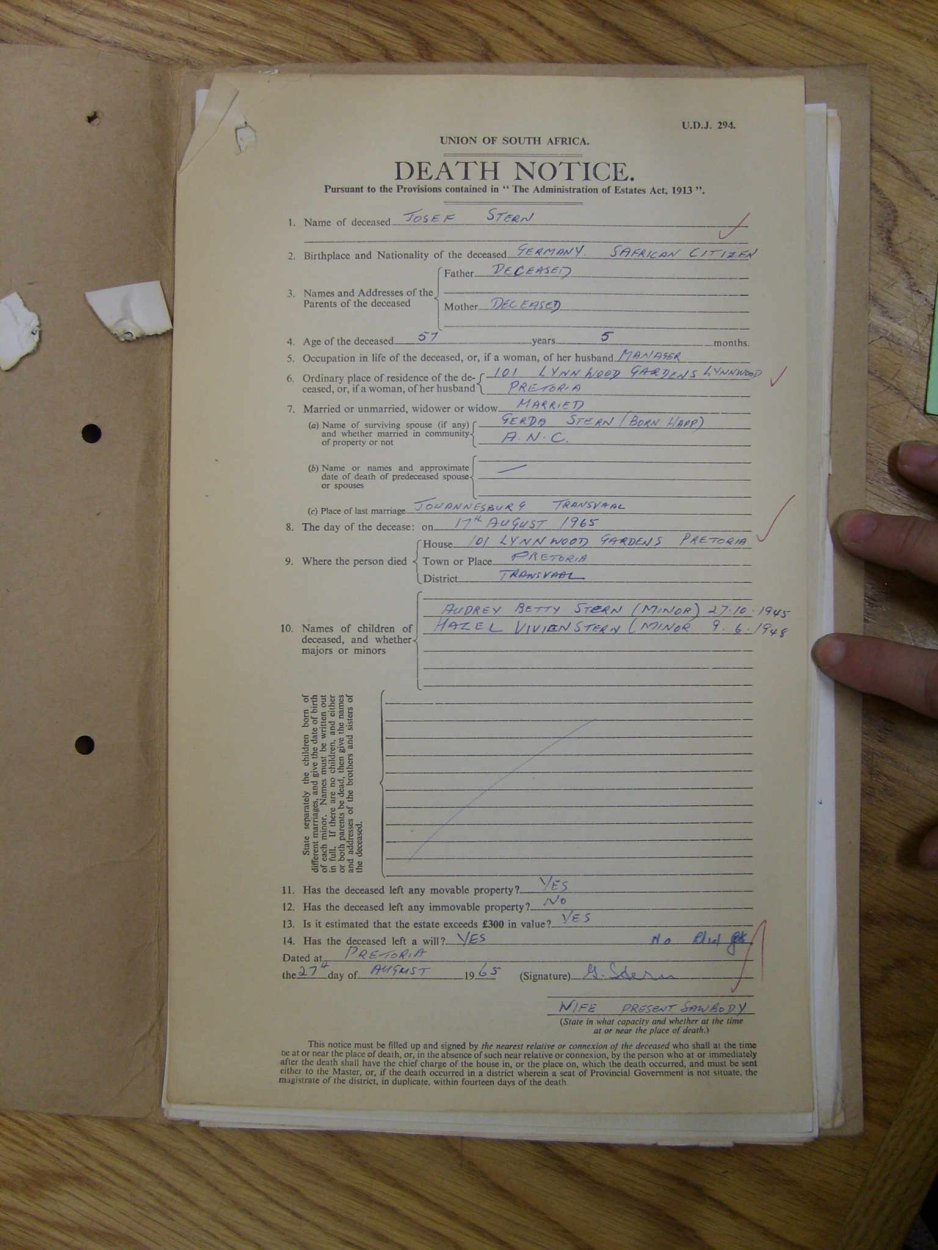 U.D.J. 294.
UNION OF SOUTH AFRICA.
DEATH NOTICE.
Pursuant to the Provisions contained in “ The Administration of Estates Act, 1913 ”.
1. Name of deceased JOSEF STERN
2. Birthplace and Nationality of the deceased GERMANY. SAFRICAN CITIZEN
3. Names and Addresses of the Parents of the deceased
Father DECEASED
Mother DECEASED
4. Age of the deceased 57 years 5 months.
5. Occupation in life of the deceased, or, if a woman, of her husband MANAGER
6. Ordinary place of residence of the de-
ceased, or, if a woman, of her husband
101 LYNNWOOD GARDENS LYNNWOOD
PRETORIA
7. Married or unmarried, widower or widow MARRIED
(a) Name of surviving spouse (if any)
and whether married in community
of property or not
GERDA STERN (BORN HAPP)
A.N.C.
(b) Name or names and approximate
date of death of predeceased spouse
or spouses
(c) Place of last marriage JOHANNESBURG TRANSVAAL
8. The day of the decease: on 17th AUGUST 1965
9. Where the person died
House 101 LYNNWOOD GARDENS PRETORIA
Town or Place PRETORIA
District TRANSVAAL
10. Names of children of
deceased, and whether
majors or minors
AUDREY BETTY STERN (MINOR) 27.10.1945
HAZEL VIVIEN STERN (MINOR 9.6.1948
State separately the children born of
different marriages, and give the date of birth
of each minor. Names must be written out
in full. If there are no children, and either
or both parents be dead, then give the names
and addresses of the brothers and sisters of
the deceased.
11. Has the deceased left any movable property? YES
12. Has the deceased left any immovable property? NO
13. Is it estimated that the estate exceeds £300 in value? YES
14. Has the deceased left a will? YES No
Dated at PRETORIA
the 27th day of AUGUST 1965 (Signature) G. Stern
WIFE PRESENT SAW BODY
(State in what capacity and whether at the time
at or near the place of death.)
This notice must be filled up and signed by the nearest relative or connexion of the deceased who shall at the time
be at or near the place of death, or, in the absence of such near relative or connexion, by the person who at or immediately
after the death shall have the chief charge of the house in, or the place on, which the death occurred, and must be sent
either to the Master, or, if the death occurred in a district wherein a seat of Provincial Government is not situate, the
magistrate of the district, in duplicate, within fourteen days of the death.